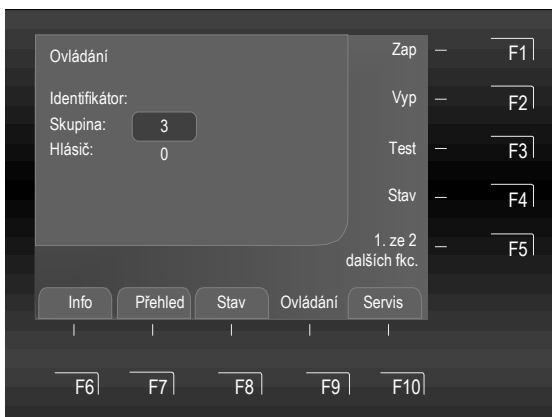 Ovládání
Identifikátor:
Skupina: 3
Hlásič: 0
Zap
Vyp
Test
Stav
1. ze 2
dalších fkc.
F1
F2
F3
F4
F5
Info Přehled Stav Ovládání Servis
F6 F7 F8 F9 F10